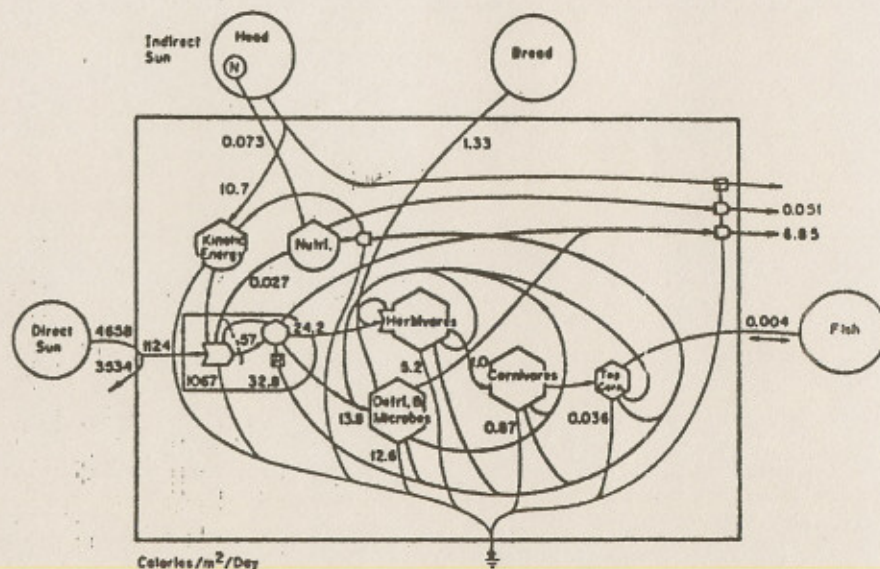 Indirect
Sun
Head
N
Bread
0.073
1.33
10.7
0.051
6.85
Kinetic
Energy
Nutri.
0.027
Direct
Sun
4658
3534
1124
.57
24.2
Herbivores
0.004
Fish
1067
32.8
5.2
1.0
Carnivores
Top
Carn.
13.8
Detri. &
Microbes
0.87
0.036
12.6
Calories/m²/Day